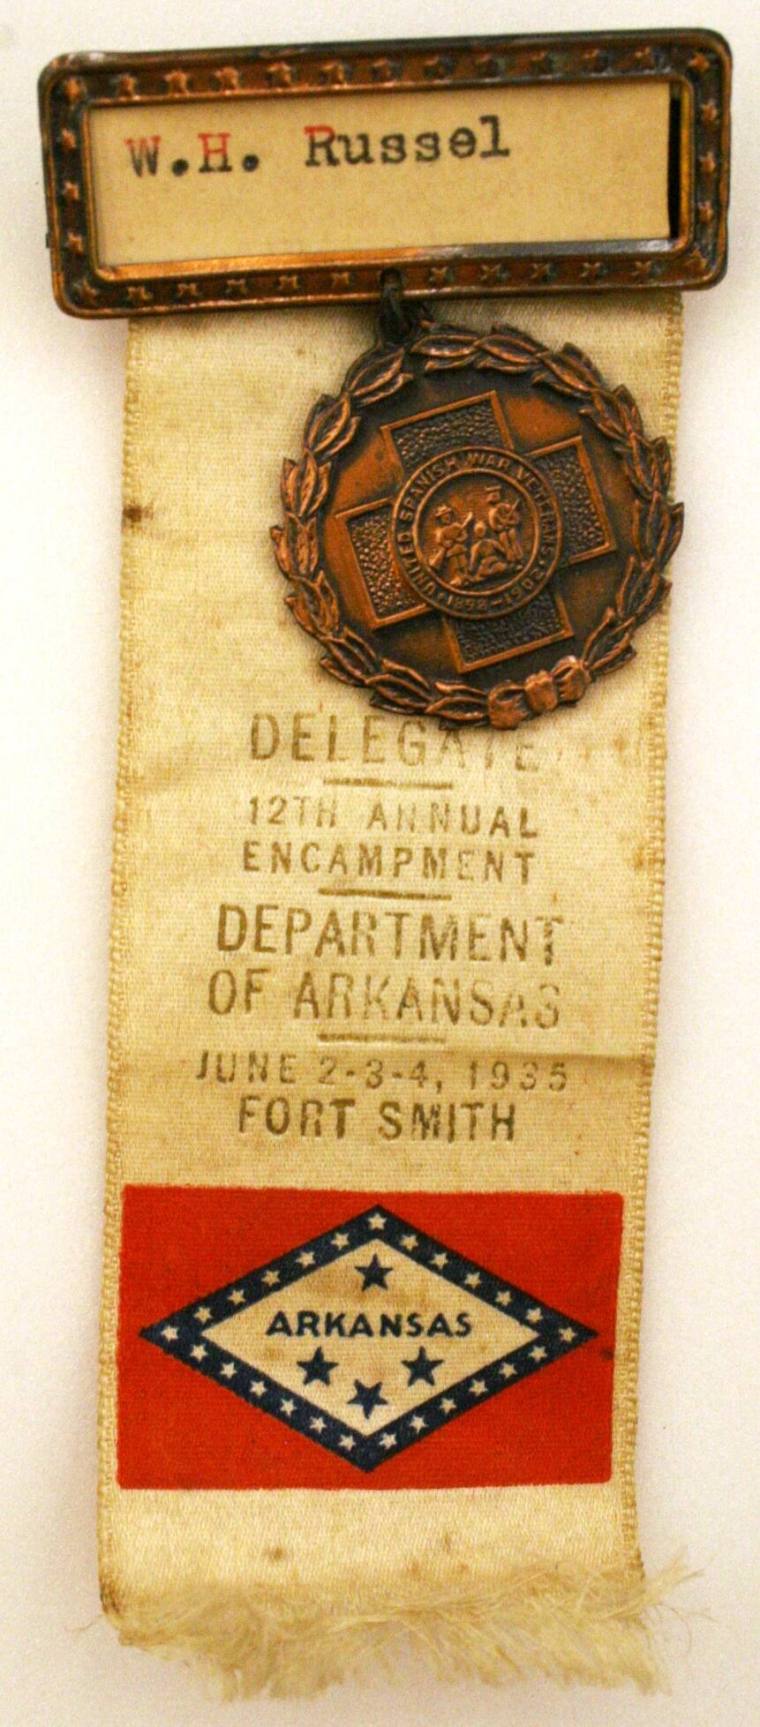 W.H. Russel
UNITED SPANISH WAR VETERANS
1898-1902
DELEGATE
12TH ANNUAL
ENCAMPMENT
DEPARTMENT
OF ARKANSAS
JUNE 2-3-4, 1935
FORT SMITH
ARKANSAS